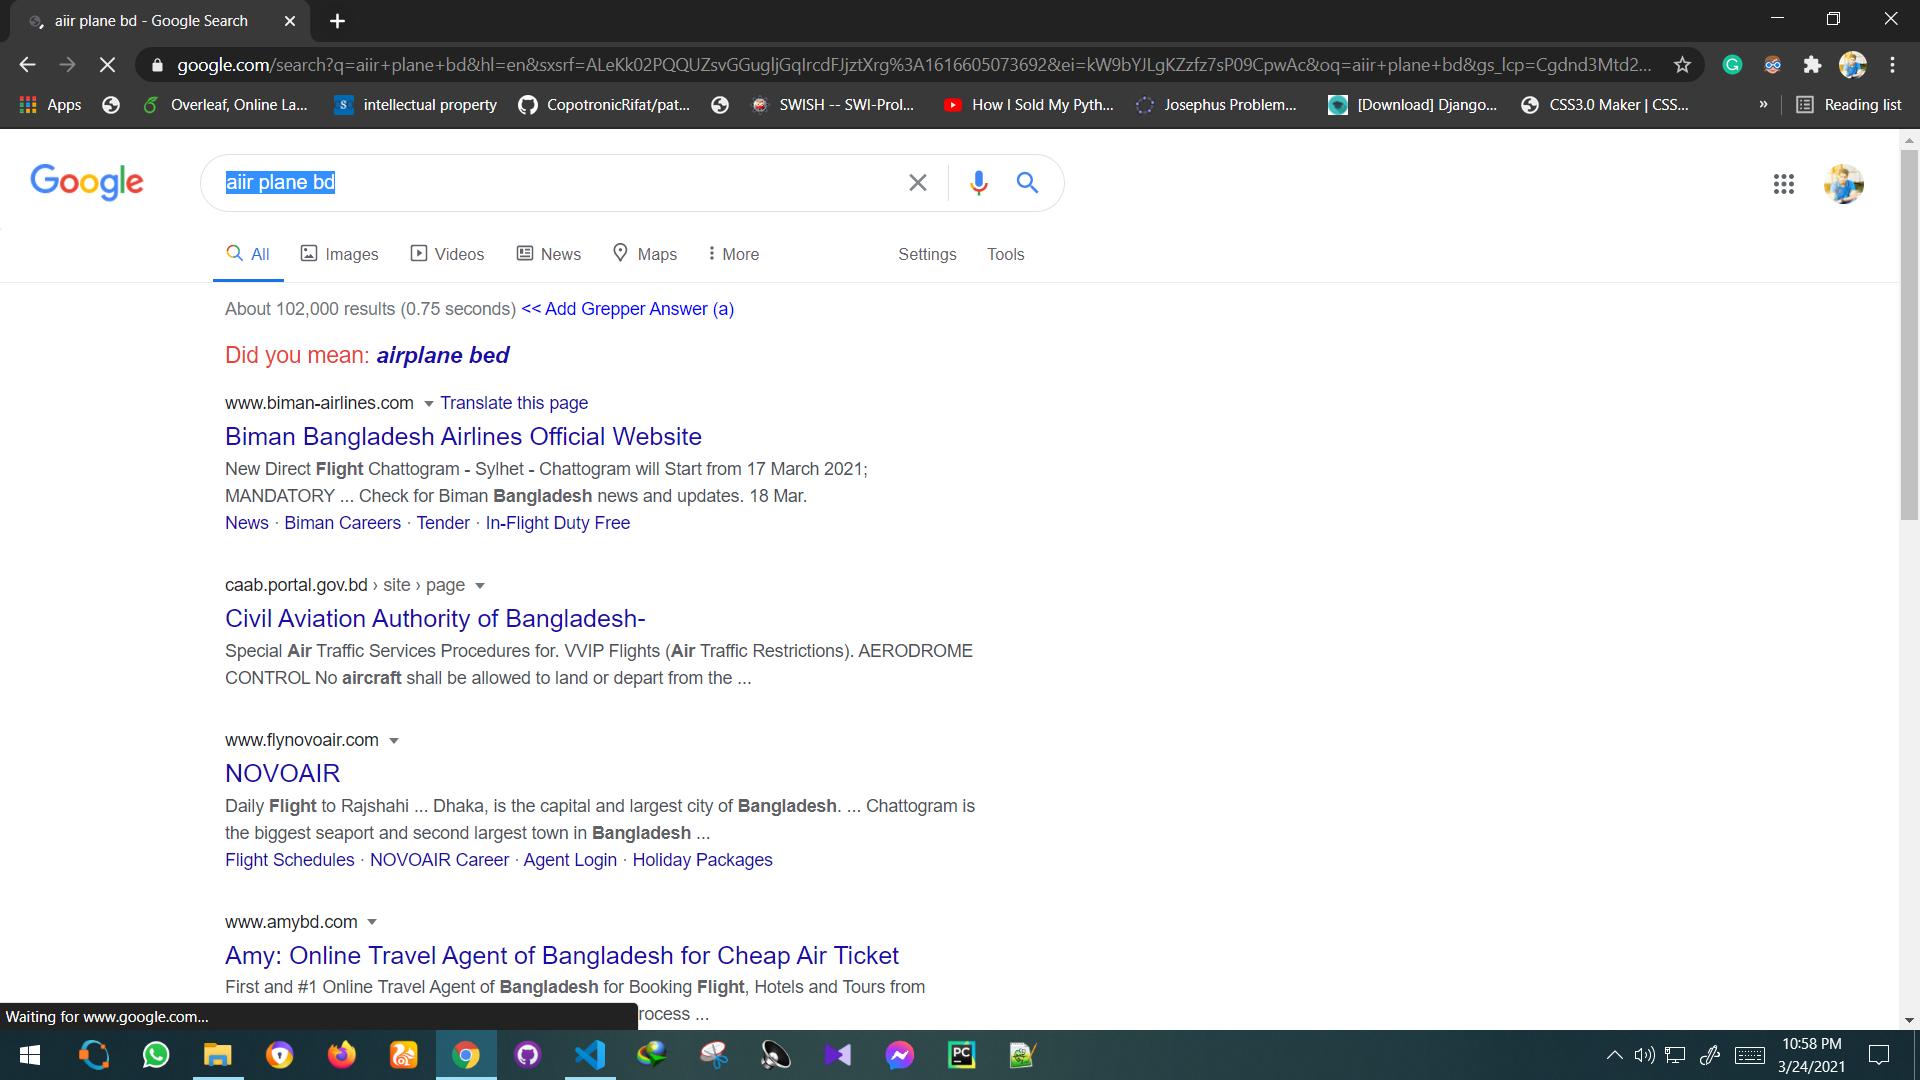 aiir plane bd - Google Search
google.com/search?q=aiir+plane+bd&hl=en&sxsrf=ALeKk02PQQUZsvGGugljGqIrcdFJjztXrg%3A1616605073692&ei=kW9bYJLgKZzfz7sP09CpwAc&oq=aiir+plane+bd&gs_lcp=Cgdnd3Mtd2...
Apps
Overleaf, Online La...
intellectual property
CopotronicRifat/pat...
SWISH -- SWI-Prol...
How I Sold My Pyth...
Josephus Problem...
[Download] Django...
CSS3.0 Maker | CSS...
»
Reading list
Google
aiir plane bd
All
Images
Videos
News
Maps
More
Settings
Tools
About 102,000 results (0.75 seconds) << Add Grepper Answer (a)
Did you mean: airplane bed
www.biman-airlines.com Translate this page
Biman Bangladesh Airlines Official Website
New Direct Flight Chattogram - Sylhet - Chattogram will Start from 17 March 2021;
MANDATORY ... Check for Biman Bangladesh news and updates. 18 Mar.
News · Biman Careers · Tender · In-Flight Duty Free
caab.portal.gov.bd › site › page
Civil Aviation Authority of Bangladesh-
Special Air Traffic Services Procedures for. VVIP Flights (Air Traffic Restrictions). AERODROME
CONTROL No aircraft shall be allowed to land or depart from the ...
www.flynovoair.com
NOVOAIR
Daily Flight to Rajshahi ... Dhaka, is the capital and largest city of Bangladesh. ... Chattogram is
the biggest seaport and second largest town in Bangladesh ...
Flight Schedules · NOVOAIR Career · Agent Login · Holiday Packages
www.amybd.com
Amy: Online Travel Agent of Bangladesh for Cheap Air Ticket
First and #1 Online Travel Agent of Bangladesh for Booking Flight, Hotels and Tours from
rocess ...
Waiting for www.google.com...
PC
10:58 PM
3/24/2021